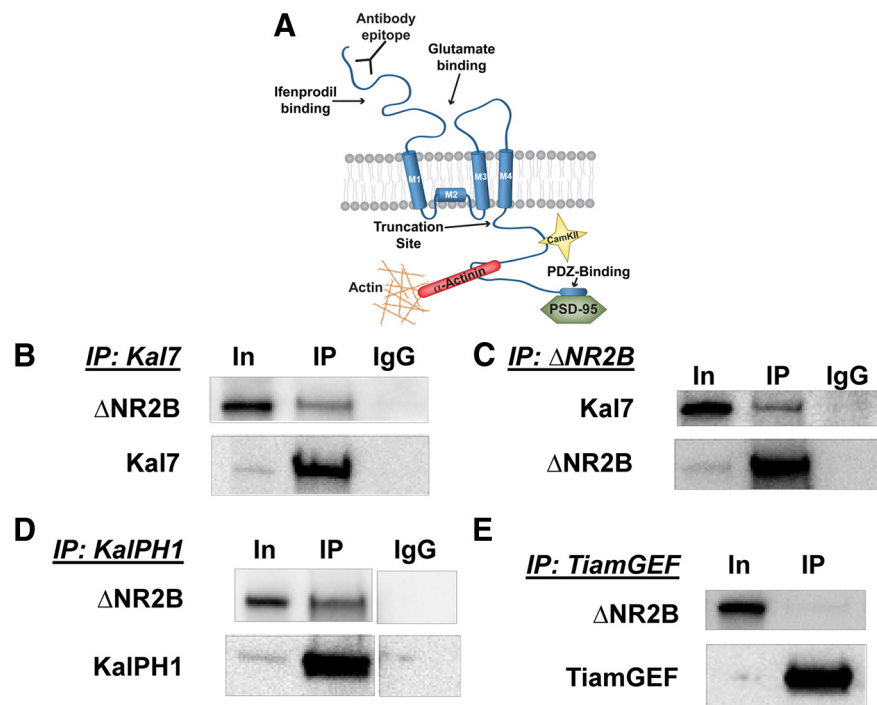 A
Antibody
epitope
Glutamate
binding
Ifenprodil
binding
M1
M2
M3
M4
Truncation
Site
CamKII
PDZ-Binding
Actin
α-Actinin
PSD-95
B
IP: Kal7
In IP IgG
ΔNR2B
Kal7
C
IP: ΔNR2B
In IP IgG
Kal7
ΔNR2B
D
IP: KalPH1
In IP IgG
ΔNR2B
KalPH1
E
IP: TiamGEF
In IP
ΔNR2B
TiamGEF